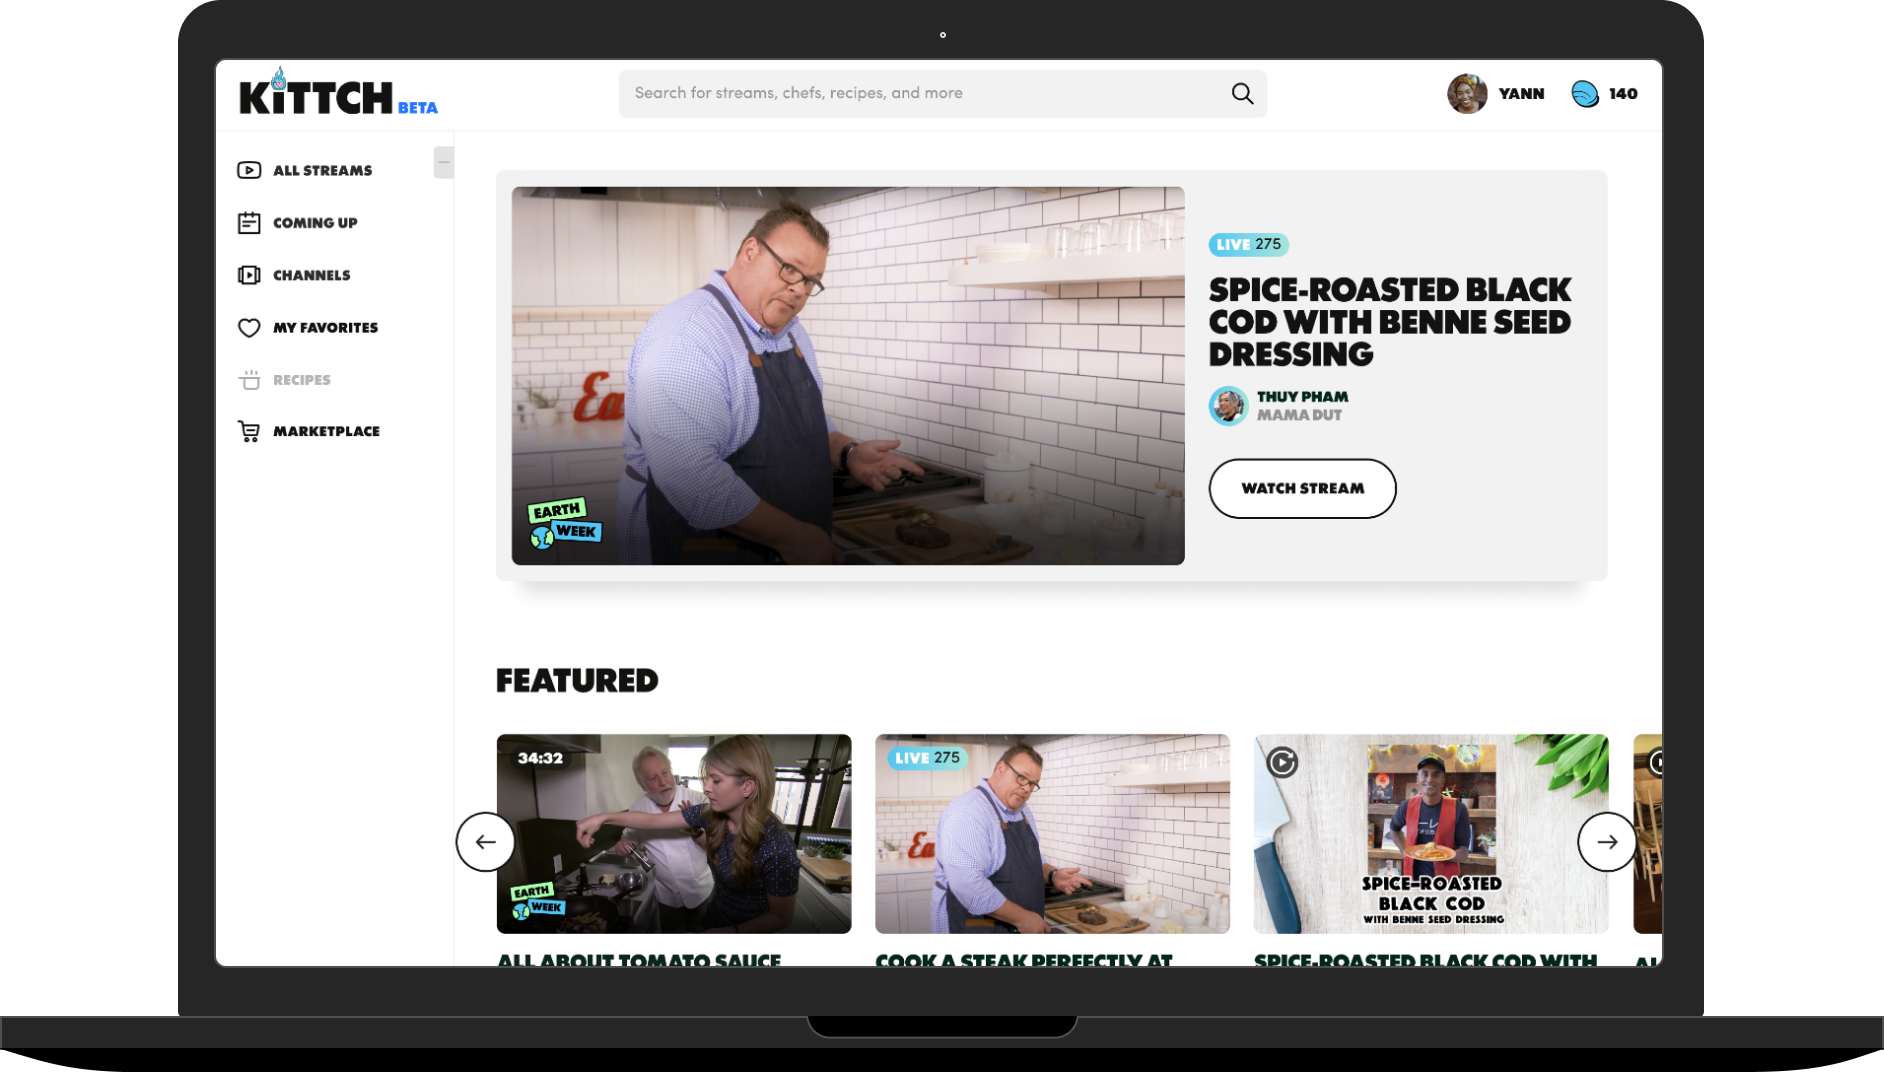 KiTTCH BETA
Search for streams, chefs, recipes, and more
YANN
140
ALL STREAMS
COMING UP
CHANNELS
MY FAVORITES
RECIPES
MARKETPLACE
Ea
EARTH
WEEK
LIVE 275
SPICE-ROASTED BLACK
COD WITH BENNE SEED
DRESSING
THUY PHAM
MAMA DUT
WATCH STREAM
FEATURED
34:32
EARTH
WEEK
ALL ABOUT TOMATO SAUCE
LIVE 275
Ea
COOK A STEAK PERFECTLY AT
SPICE-ROASTED
BLACK COD
WITH BENNE SEED DRESSING
SPICE-ROASTED BLACK COD WITH